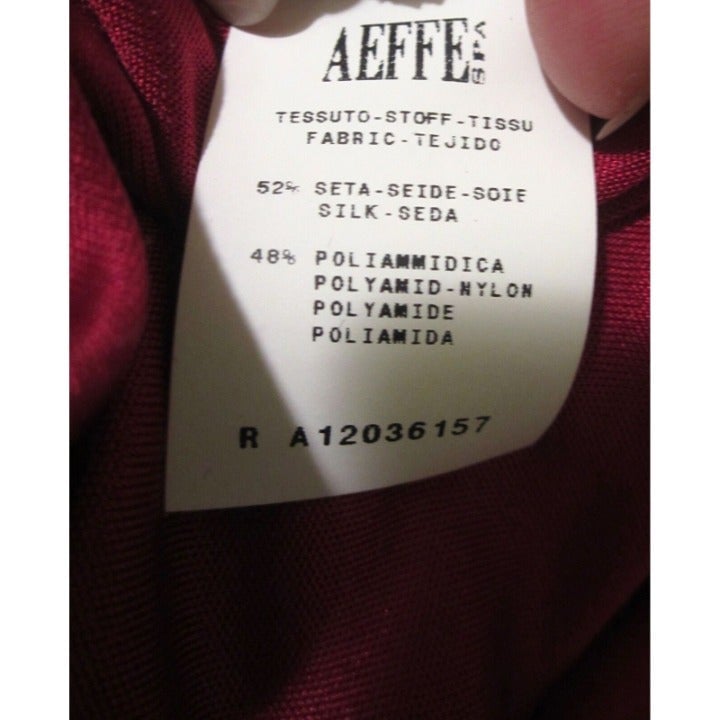 AEFFE SPA
TESSUTO-STOFF-TISSU
FABRIC-TEJIDO
52% SETA-SEIDE-SOIE
SILK-SEDA
48% POLIAMMIDICA
POLYAMID-NYLON
POLYAMIDE
POLIAMIDA
R A12036157